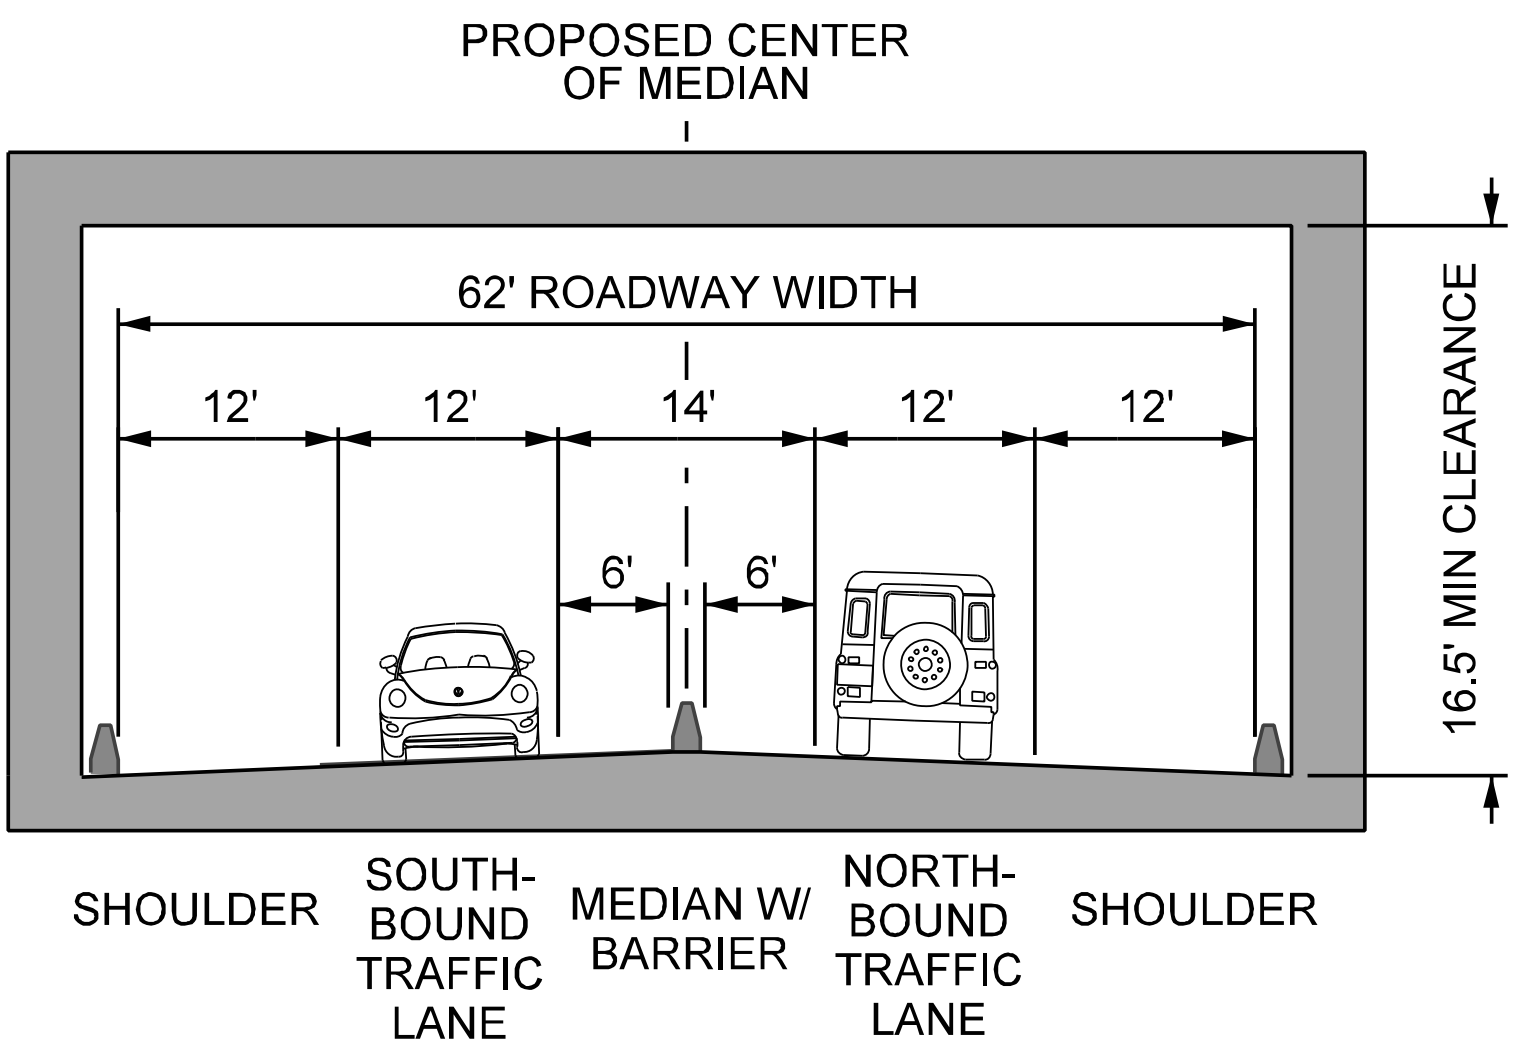 PROPOSED CENTER
OF MEDIAN
62' ROADWAY WIDTH
12'
12'
14'
12'
12'
6'
6'
16.5' MIN CLEARANCE
SHOULDER
SOUTH-
BOUND
TRAFFIC
LANE
MEDIAN W/
BARRIER
NORTH-
BOUND
TRAFFIC
LANE
SHOULDER